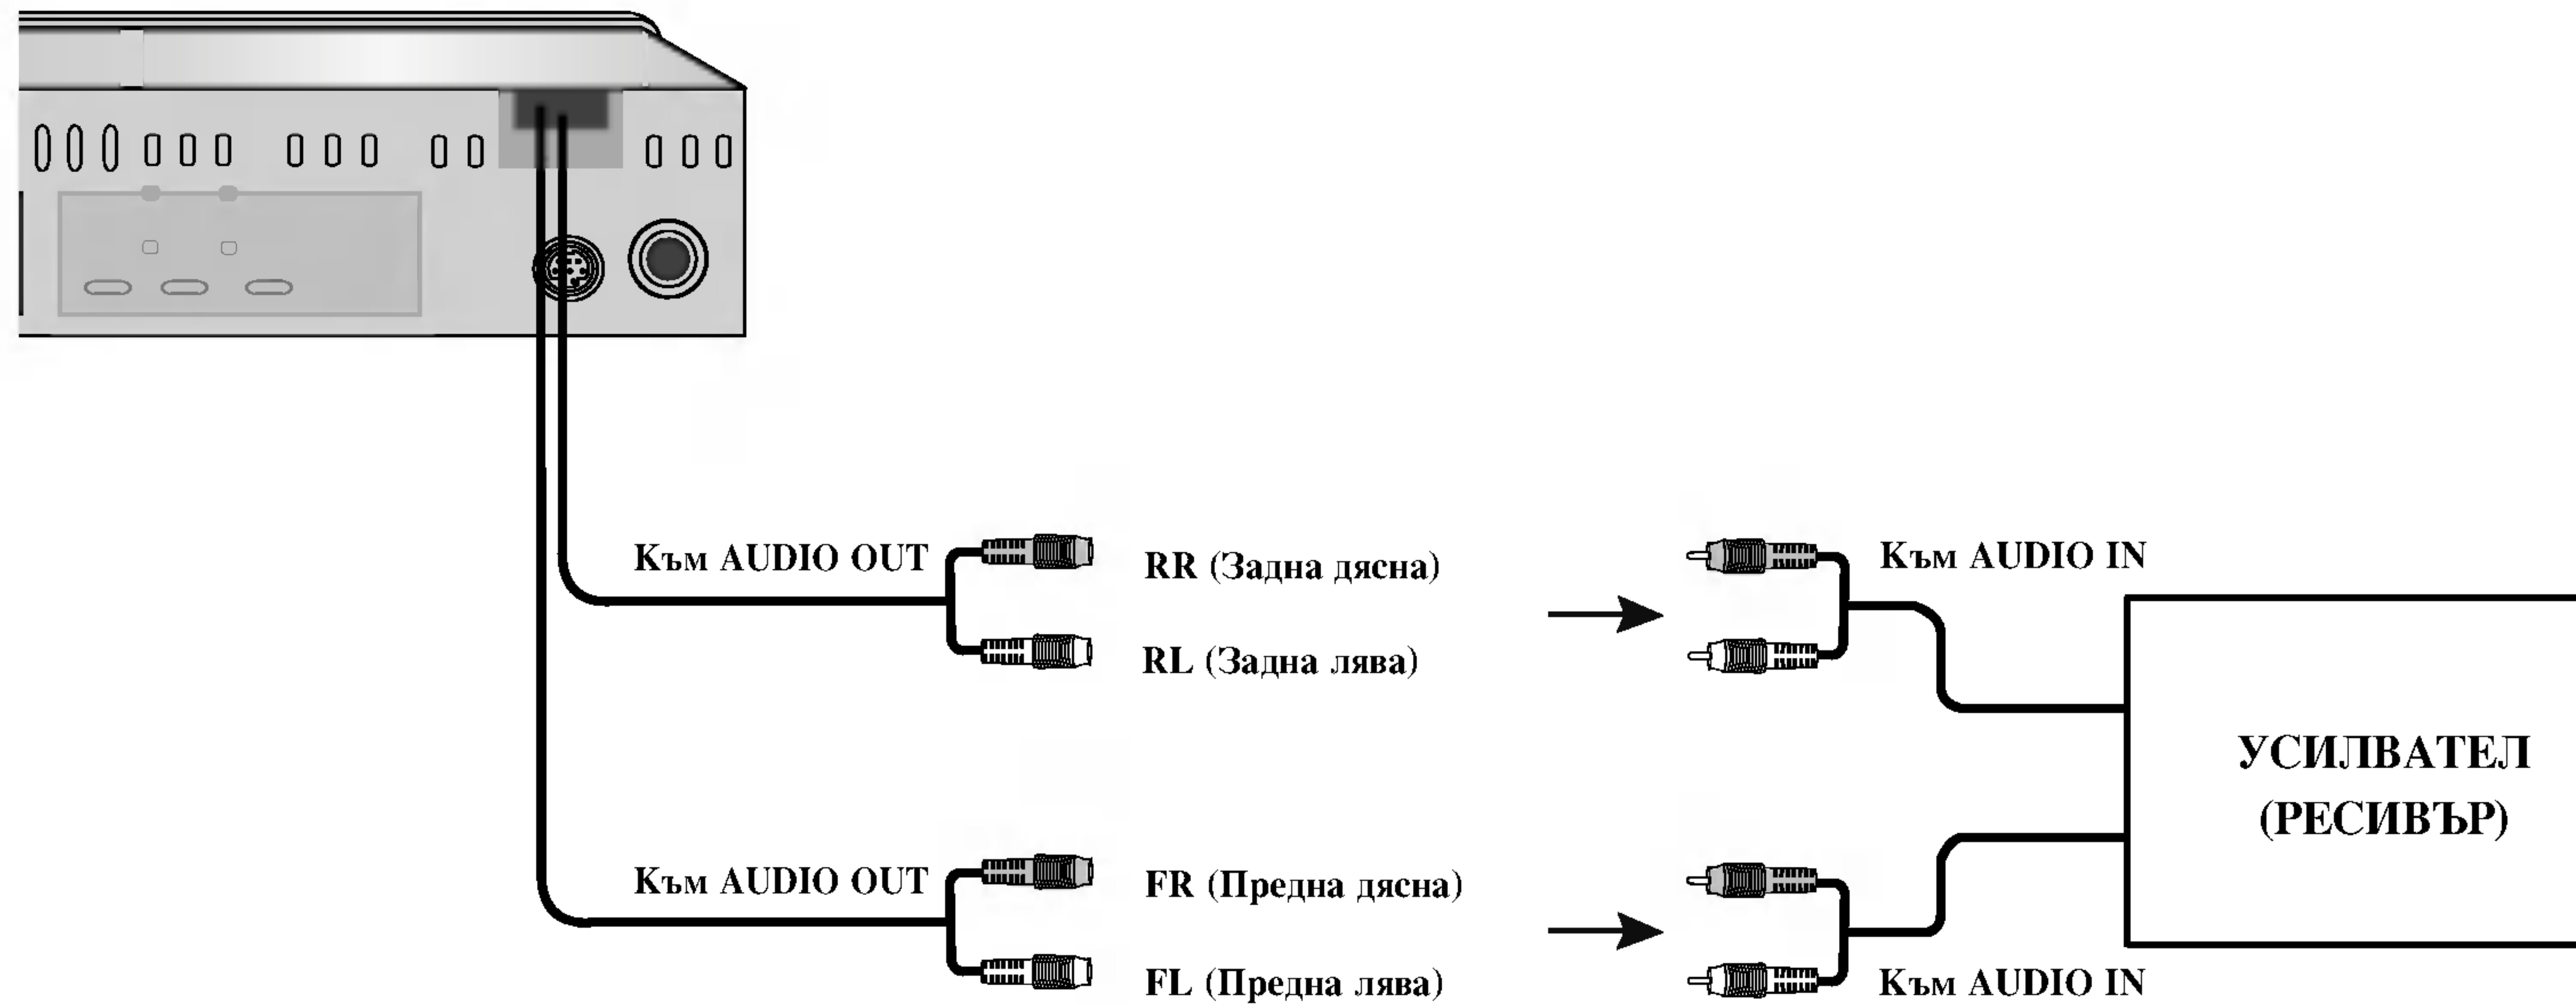 Към AUDIO OUT
RR (Задна дясна)
Към AUDIO IN
RL (Задна лява)
УСИЛВАТЕЛ
(РЕСИВЪР)
Към AUDIO OUT
FR (Предна дясна)
FL (Предна лява)
Към AUDIO IN